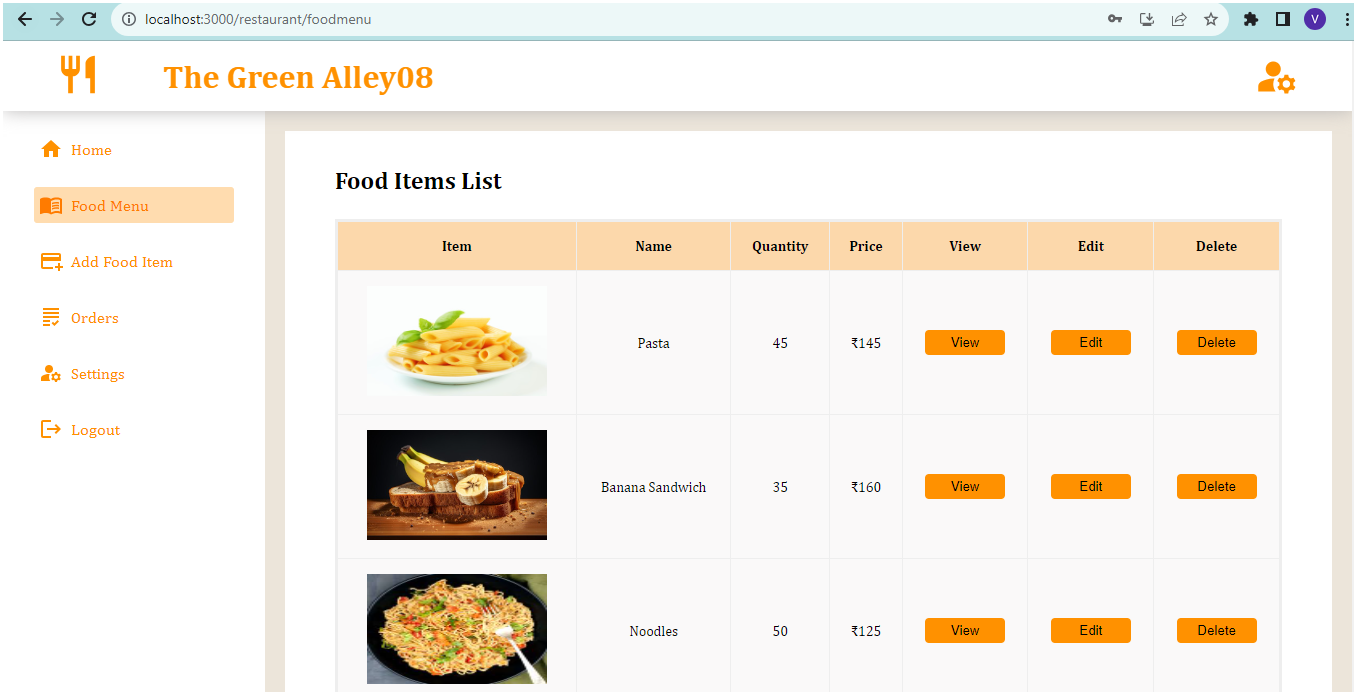 localhost:3000/restaurant/foodmenu
V
The Green Alley08
Home
Food Menu
Add Food Item
Orders
Settings
Logout
Food Items List
Item Name Quantity Price View Edit Delete
Pasta 45 ₹145 View Edit Delete
Banana Sandwich 35 ₹160 View Edit Delete
Noodles 50 ₹125 View Edit Delete